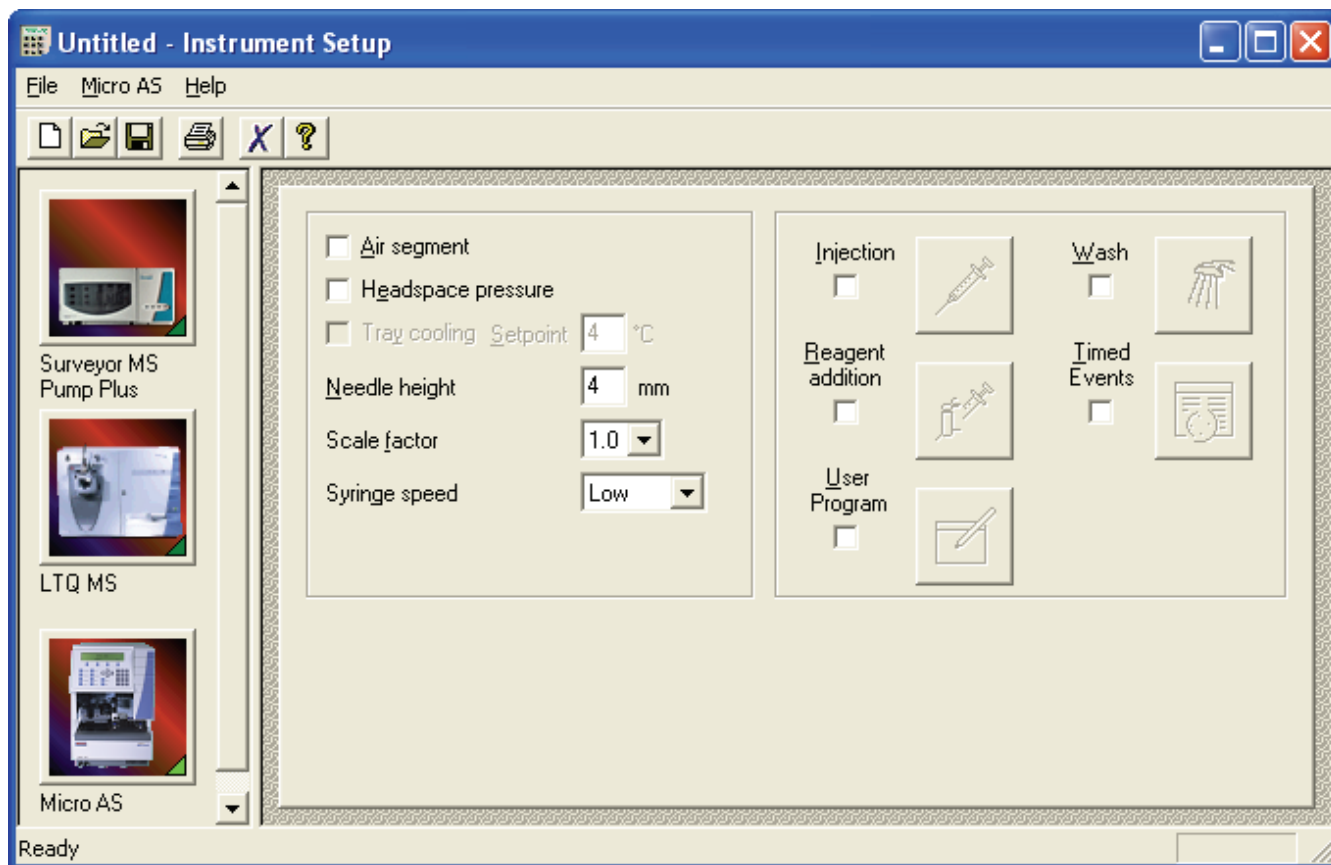 Untitled - Instrument Setup
File Micro AS Help
Surveyor MS
Pump Plus
LTQ MS
Micro AS
Air segment
Headspace pressure
Tray cooling Setpoint 4 °C
Needle height 4 mm
Scale factor 1.0
Syringe speed Low
Injection
Wash
Reagent
addition
Timed
Events
User
Program
Ready